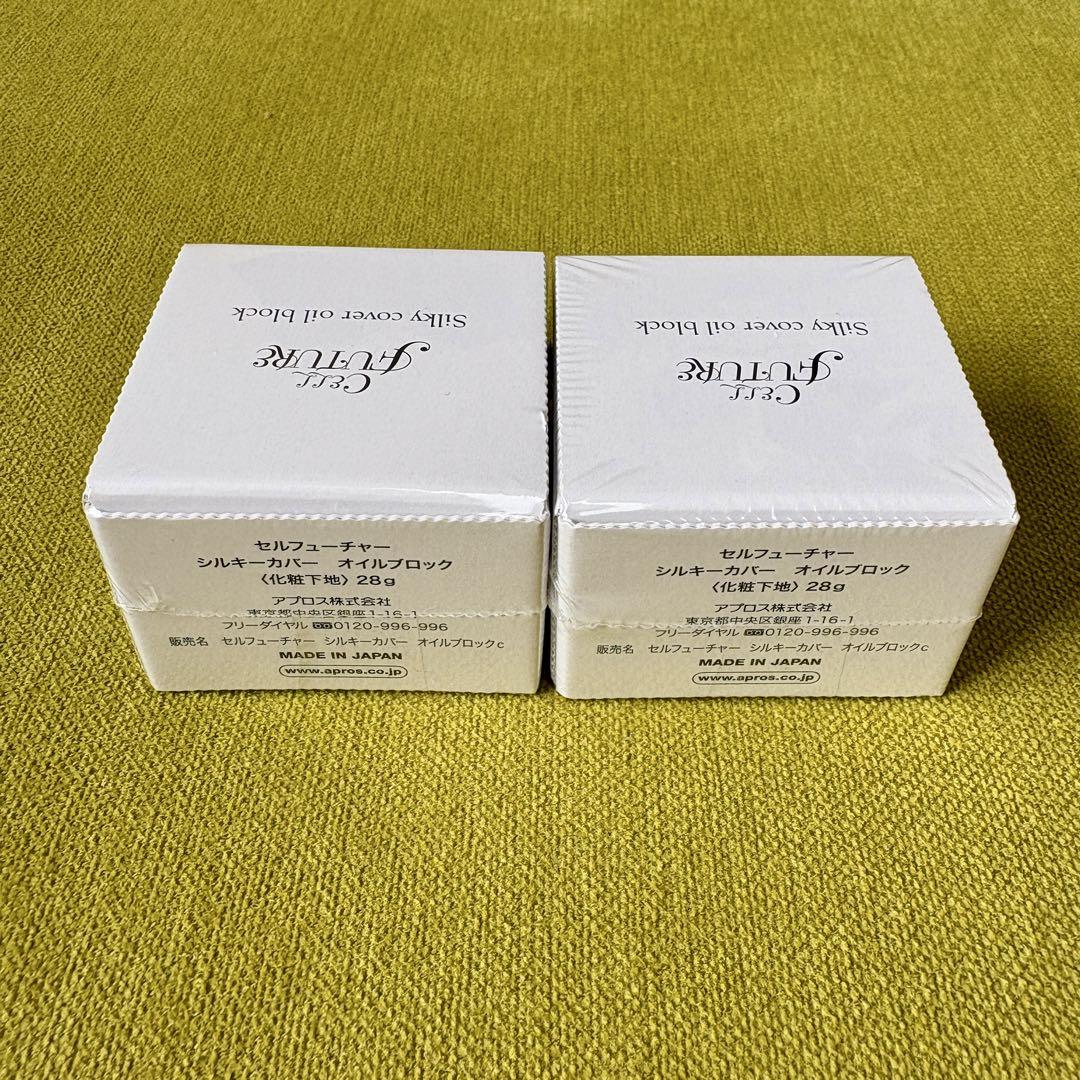 Silky cover oil block
CELL
FUTURE
セルフューチャー
シルキーカバー　オイルブロック
〈化粧下地〉28g
アプロス株式会社
東京都中央区銀座1-16-1
フリーダイヤル 0120-996-996
販売名　セルフューチャー　シルキーカバー　オイルブロックc
MADE IN JAPAN
www.apros.co.jp
Silky cover oil block
CELL
FUTURE
セルフューチャー
シルキーカバー　オイルブロック
〈化粧下地〉28g
アプロス株式会社
東京都中央区銀座1-16-1
フリーダイヤル 0120-996-996
販売名　セルフューチャー　シルキーカバー　オイルブロックc
MADE IN JAPAN
www.apros.co.jp